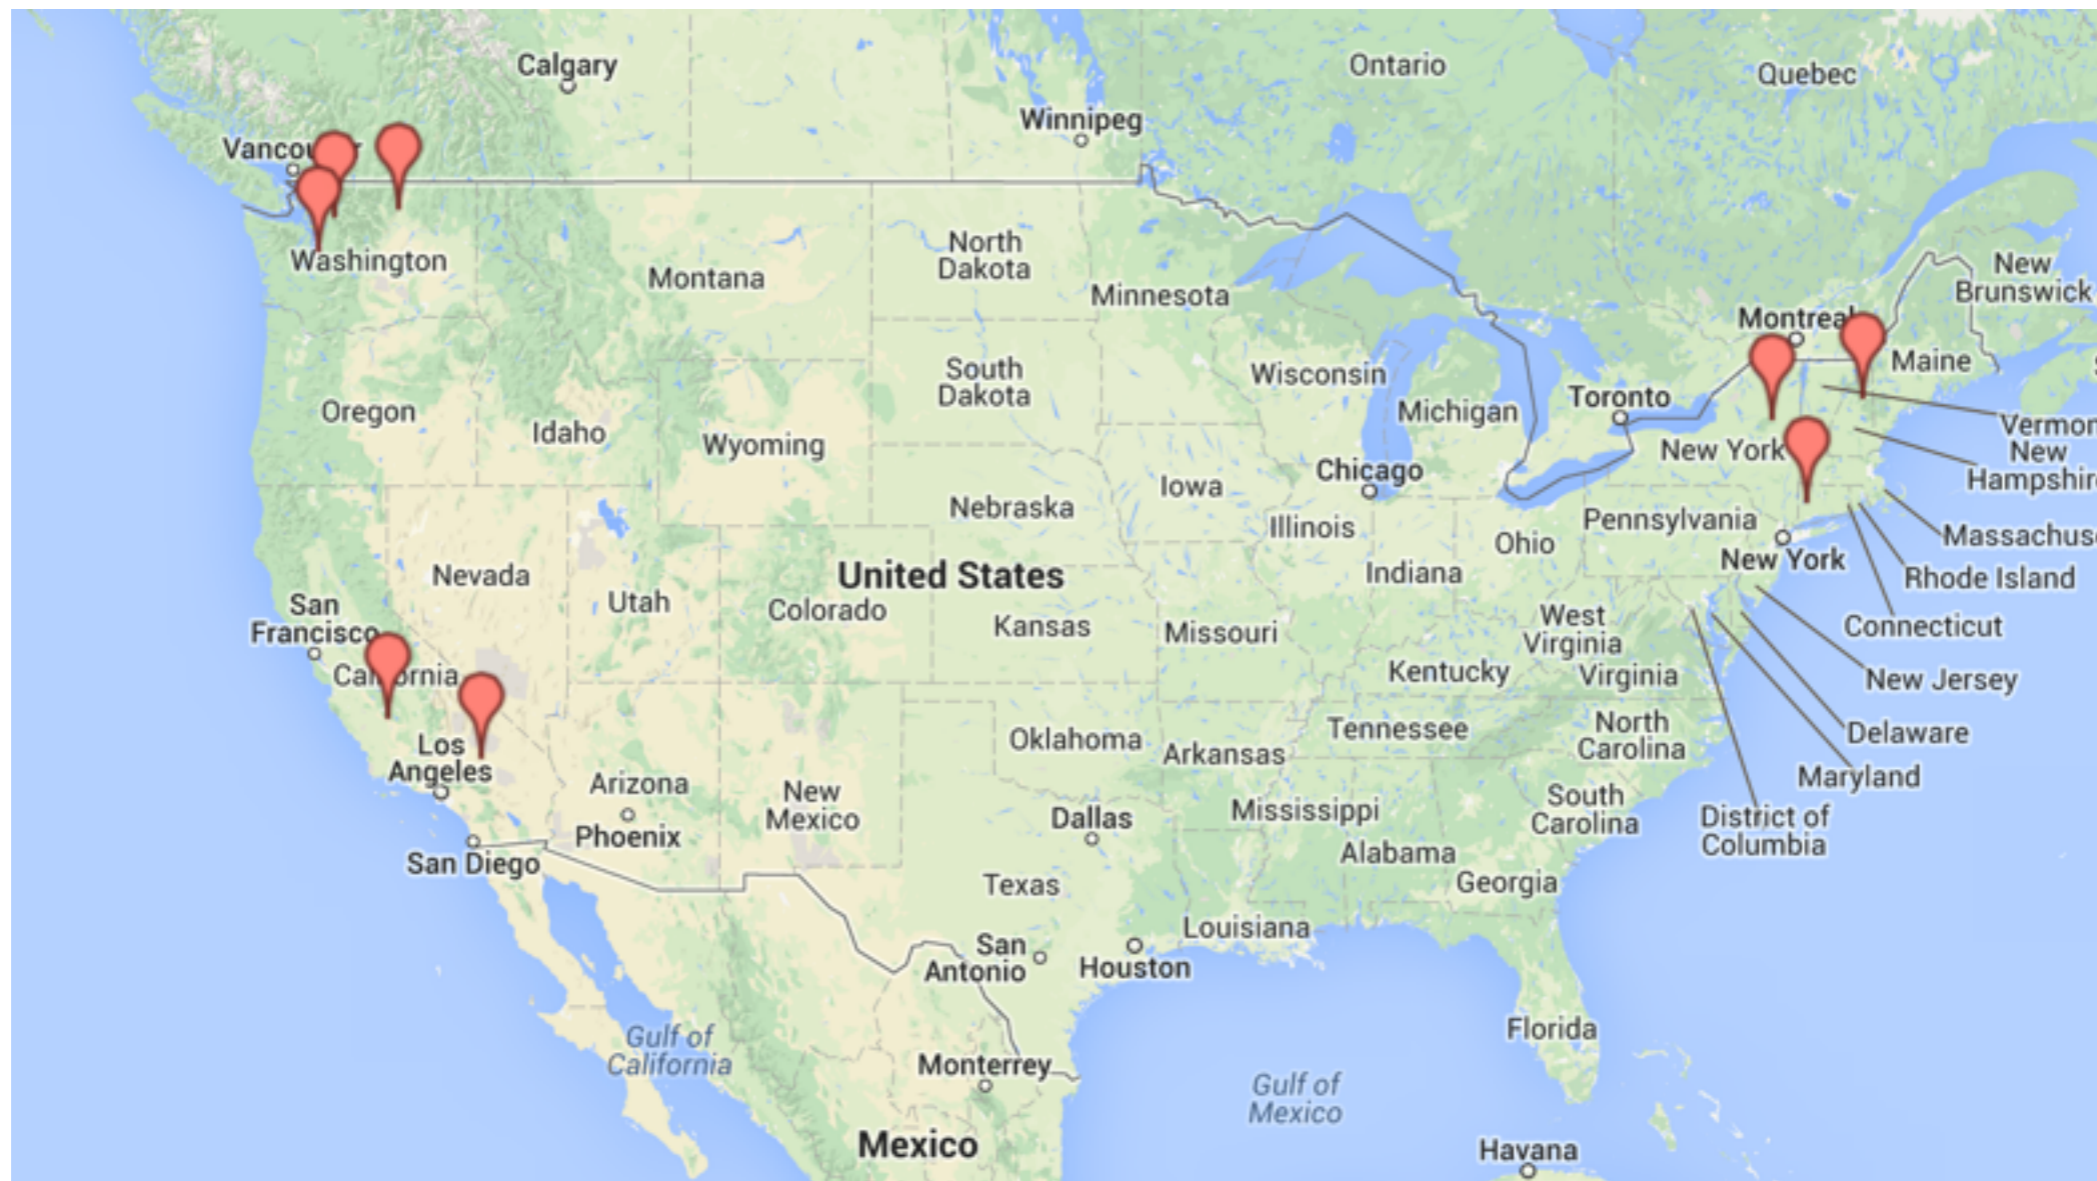 Calgary
Ontario
Quebec
Winnipeg
Washington
Montana
North
Dakota
Minnesota
New
Brunswick
Montreal
Maine
Oregon
Idaho
Wyoming
South
Dakota
Wisconsin
Michigan
Toronto
New York
Vermon
New
Hampshir
Chicago
Iowa
Nebraska
Illinois
Indiana
Ohio
Pennsylvania
New York
Massachus
Rhode Island
Connecticut
San
Francisco
Nevada
Utah
United States
Colorado
Kansas
Missouri
West
Virginia
Kentucky
Virginia
New Jersey
California
Los
Angeles
Arizona
Phoenix
New
Mexico
Oklahoma
Arkansas
Tennessee
North
Carolina
Delaware
Maryland
District of
Columbia
San Diego
Dallas
Mississippi
Alabama
South
Carolina
Georgia
Texas
San
Antonio
Houston
Louisiana
Florida
Gulf of
California
Monterrey
Gulf of
Mexico
Mexico
Havana